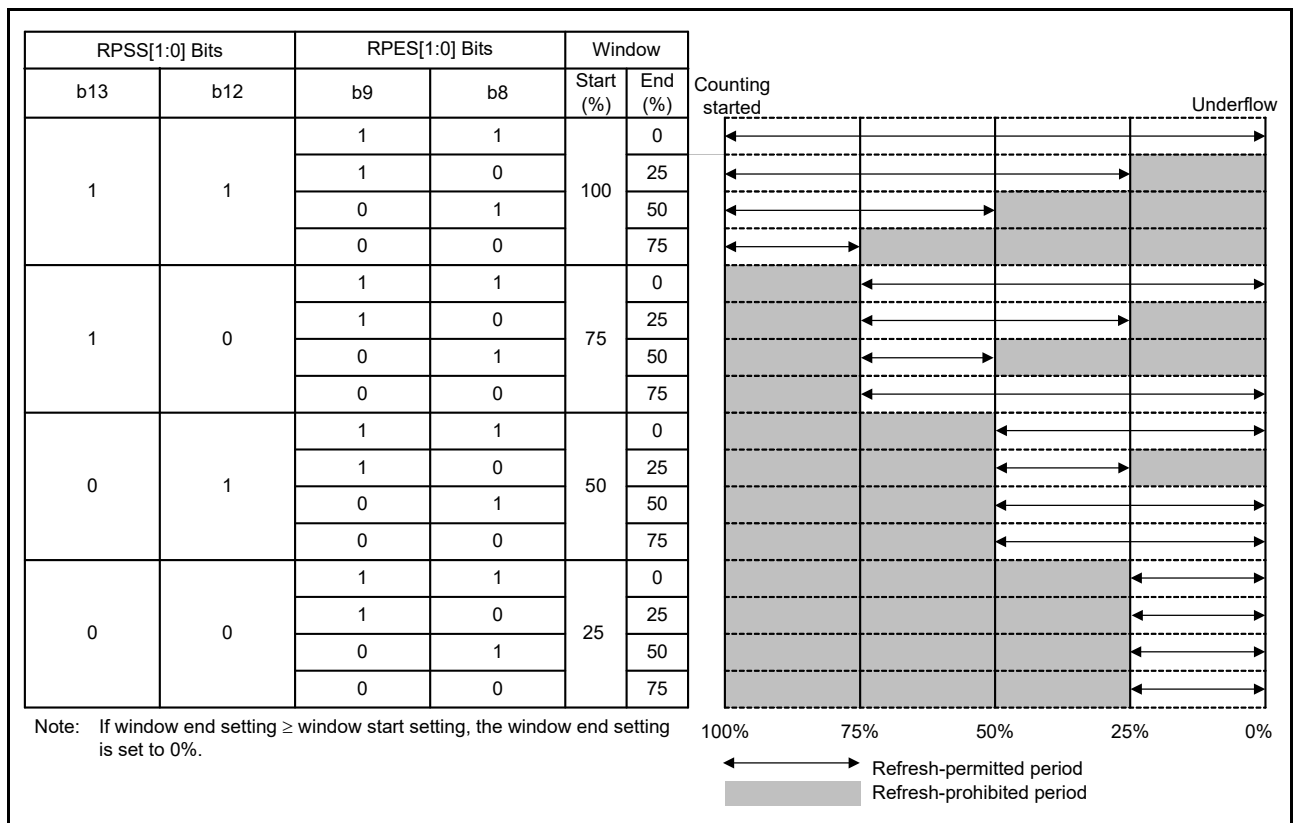 RPSS[1:0] Bits RPES[1:0] Bits Window
b13 b12 b9 b8 Start (%) End (%)
Counting started Underflow
1 1 1 1 100 0
1 0 25
0 1 50
0 0 75
1 0 1 1 75 0
1 0 25
0 1 50
0 0 75
0 1 1 1 50 0
1 0 25
0 1 50
0 0 75
0 0 1 1 25 0
1 0 25
0 1 50
0 0 75
Note: If window end setting ≥ window start setting, the window end setting
is set to 0%.
100% 75% 50% 25% 0%
Refresh-permitted period
Refresh-prohibited period